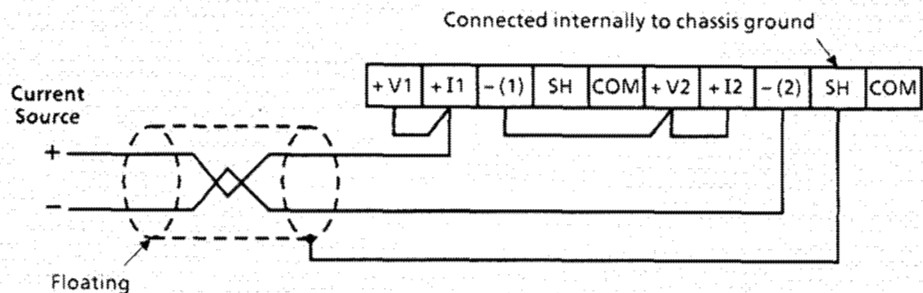 Connected internally to chassis ground
+ V1 + I1 - (1) SH COM + V2 + I2 - (2) SH COM
Current
Source
+
-
Floating